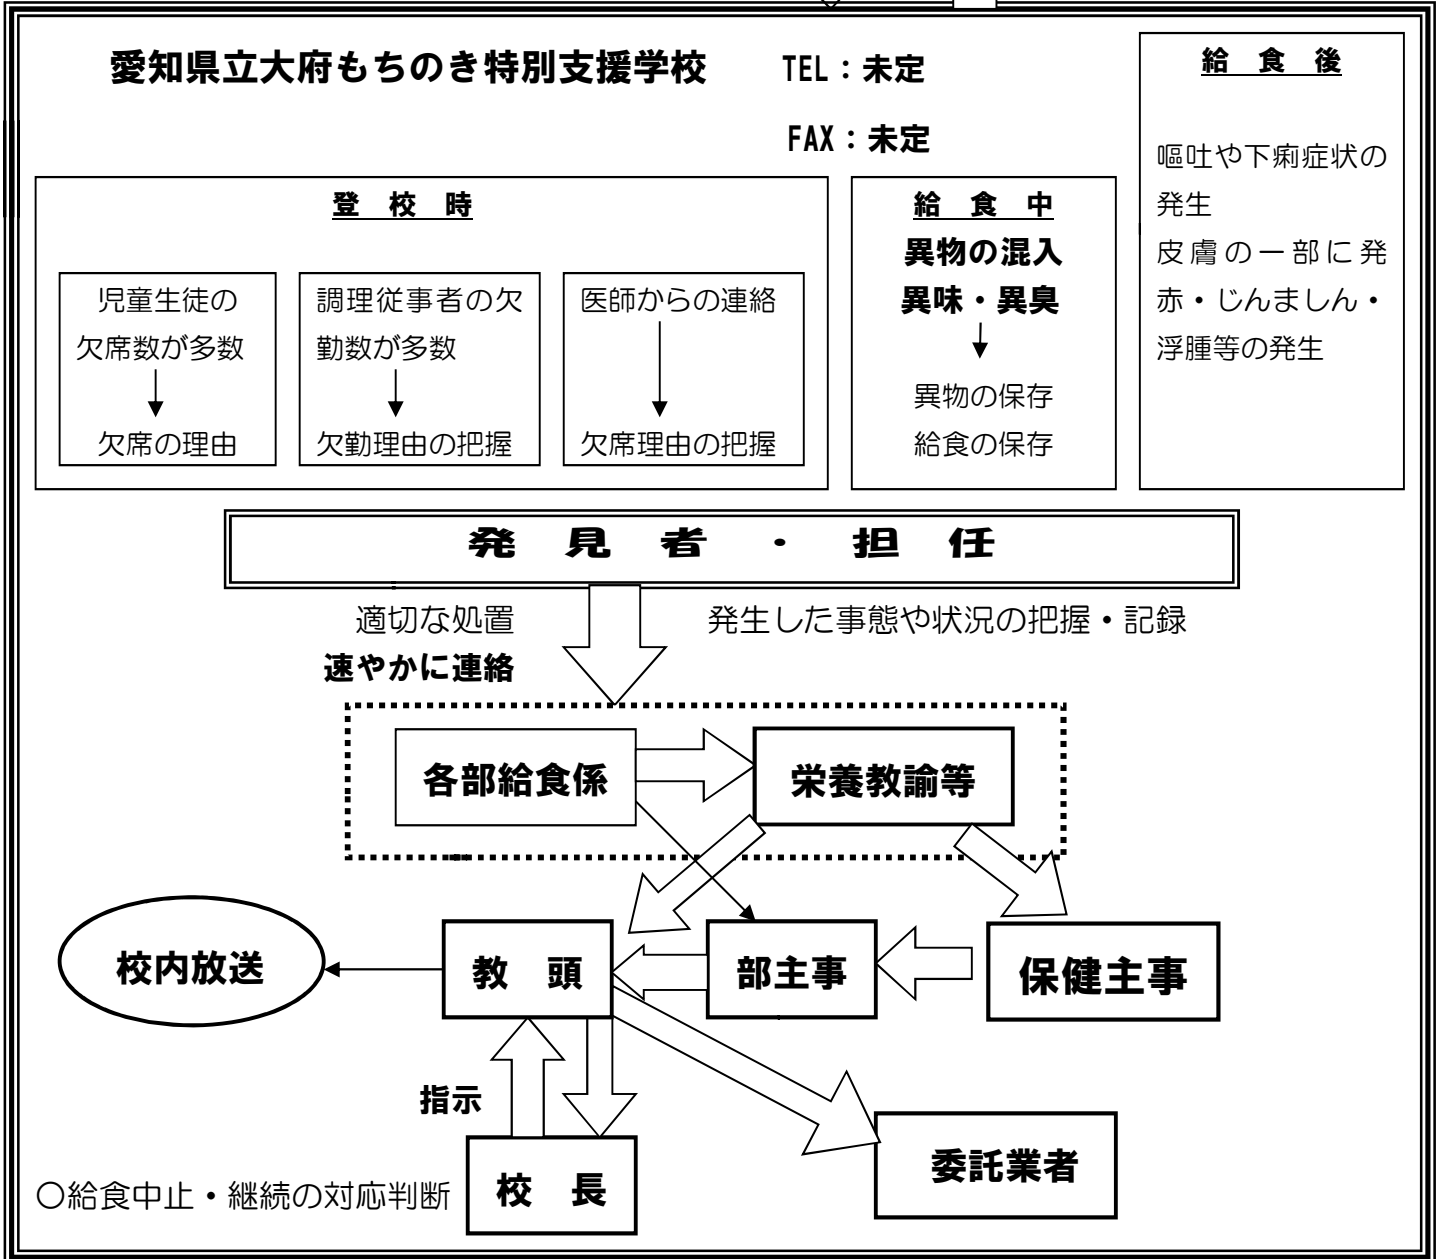 愛知県立大府もちのき特別支援学校 TEL:未定
FAX:未定
登 校 時
児童生徒の
欠席数が多数
欠席の理由
調理従事者の欠
勤数が多数
欠勤理由の把握
医師からの連絡
欠席理由の把握
給 食 中
異物の混入
異味・異臭
異物の保存
給食の保存
給 食 後
嘔吐や下痢症状の
発生
皮膚の一部に発
赤・じんましん・
浮腫等の発生
発 見 者 ・ 担 任
適切な処置 発生した事態や状況の把握・記録
速やかに連絡
各部給食係
栄養教諭等
校内放送
教 頭
部主事
保健主事
指示
校 長
委託業者
○給食中止・継続の対応判断